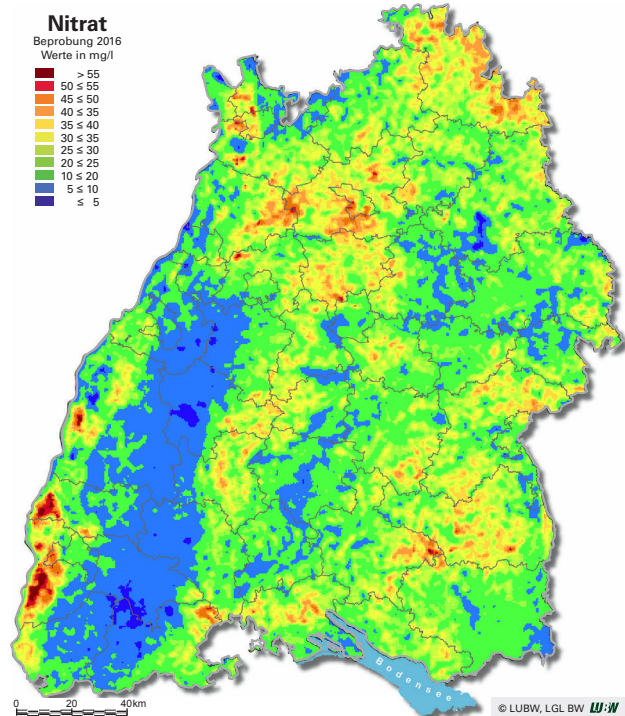 Nitrat
Beprobung 2016
Werte in mg/l
> 55
50 ≤ 55
45 ≤ 50
40 ≤ 35
35 ≤ 40
30 ≤ 35
25 ≤ 30
20 ≤ 25
10 ≤ 20
5 ≤ 10
≤ 5
Bodensee
0 20 40km
© LUBW, LGL BW LUBW